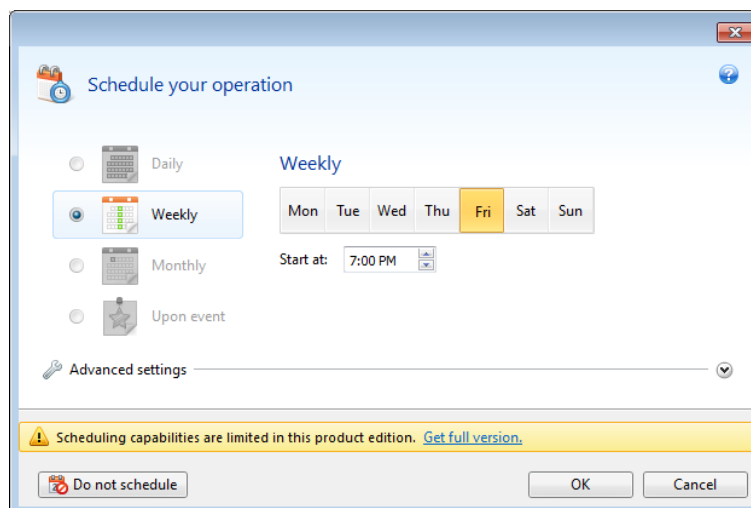 Schedule your operation
Daily
Weekly
Monthly
Upon event
Weekly
Mon Tue Wed Thu Fri Sat Sun
Start at: 7:00 PM
Advanced settings
Scheduling capabilities are limited in this product edition. Get full version.
Do not schedule OK Cancel